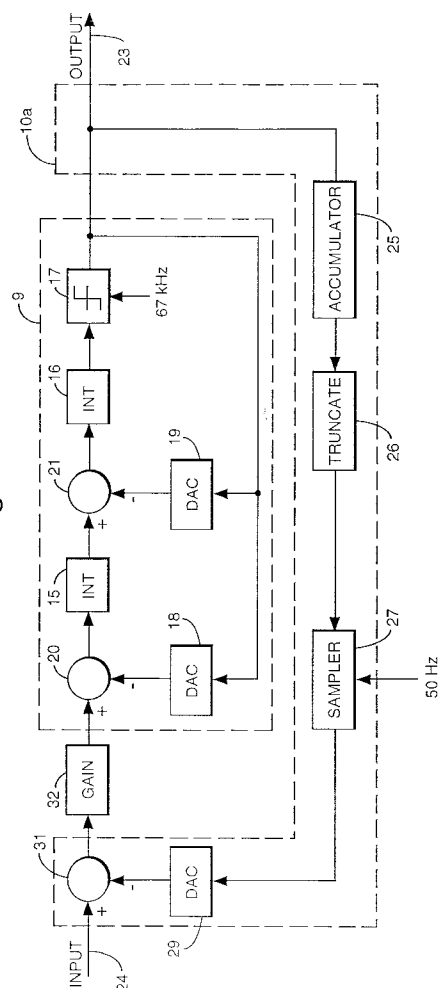 OUTPUT
23
10a
9
17
67 kHz
16
INT
21
+
-
19
DAC
15
INT
20
+
-
18
DAC
32
GAIN
31
+
-
INPUT
24
29
DAC
25
ACCUMULATOR
26
TRUNCATE
27
SAMPLER
50 Hz